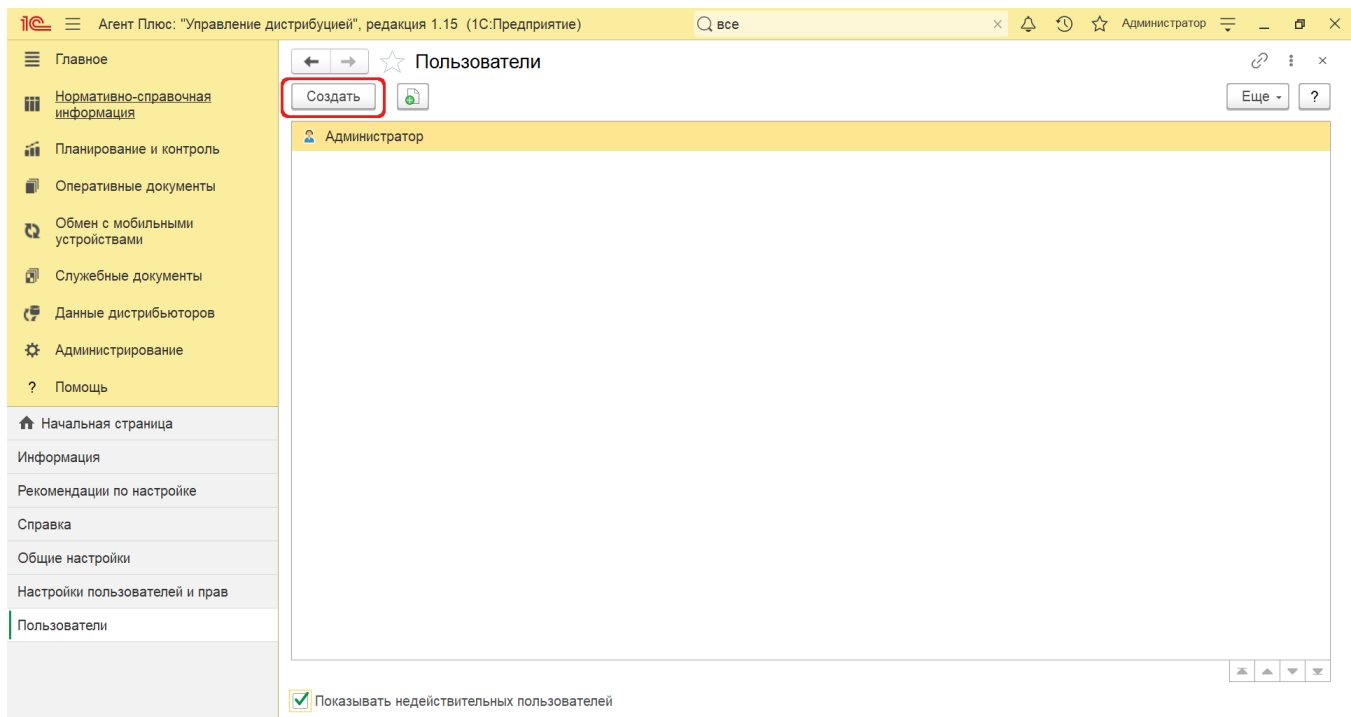 Агент Плюс: "Управление дистрибуцией", редакция 1.15 (1С:Предприятие)
все
Администратор
Главное
Нормативно-справочная
информация
Планирование и контроль
Оперативные документы
Обмен с мобильными
устройствами
Служебные документы
Данные дистрибьюторов
Администрирование
? Помощь
Начальная страница
Информация
Рекомендации по настройке
Справка
Общие настройки
Настройки пользователей и прав
Пользователи
Пользователи
Создать
Еще
?
Администратор
Показывать недействительных пользователей